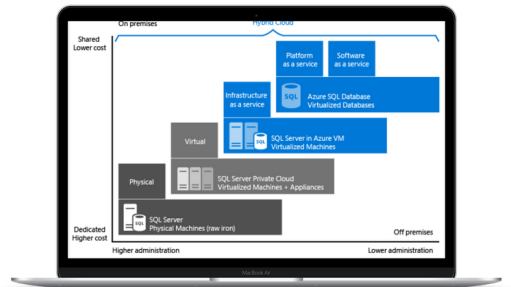 On premises
Hybrid Cloud
Shared
Lower cost
Platform
as a service
Software
as a service
Infrastructure
as a service
SQL
Azure SQL Database
Virtualized Databases
Virtual
SQL
SQL Server in Azure VM
Virtualized Machines
Physical
SQL Server Private Cloud
Virtualized Machines + Appliances
SQL
SQL Server
Physical Machines (raw iron)
Dedicated
Higher cost
Off premises
Higher administration
Lower administration
MacBook Air